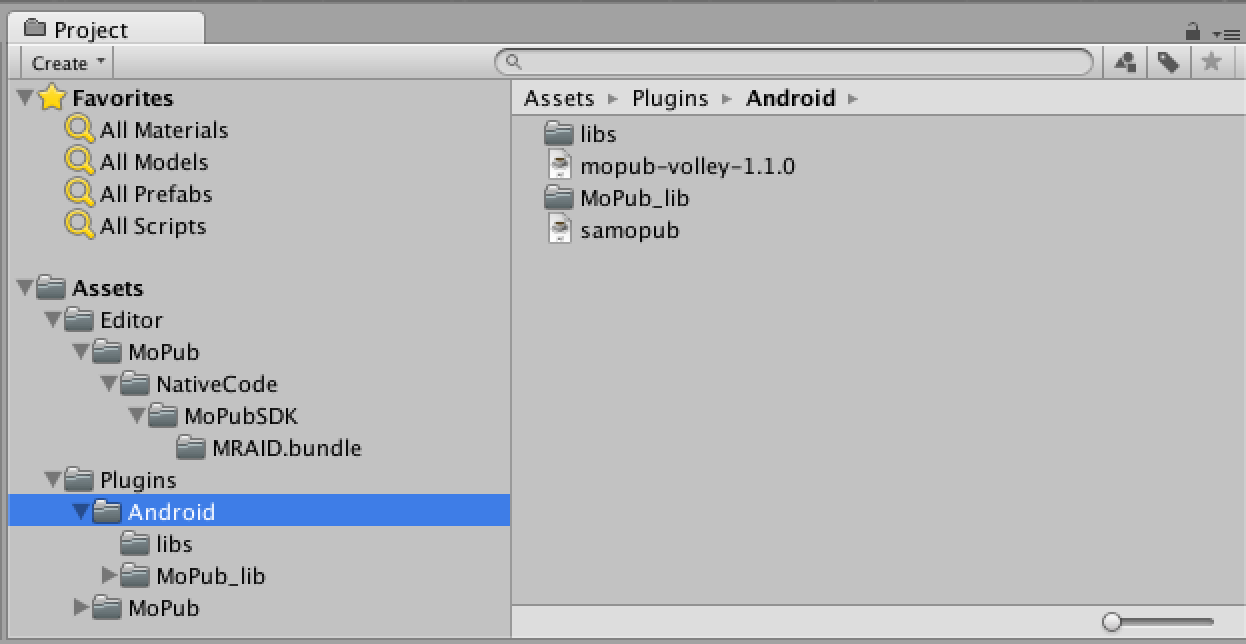 Project
Create
Favorites
All Materials
All Models
All Prefabs
All Scripts
Assets
Editor
MoPub
NativeCode
MoPubSDK
MRAID.bundle
Plugins
Android
libs
MoPub_lib
MoPub
Assets Plugins Android
libs
mopub-volley-1.1.0
MoPub_lib
samopub